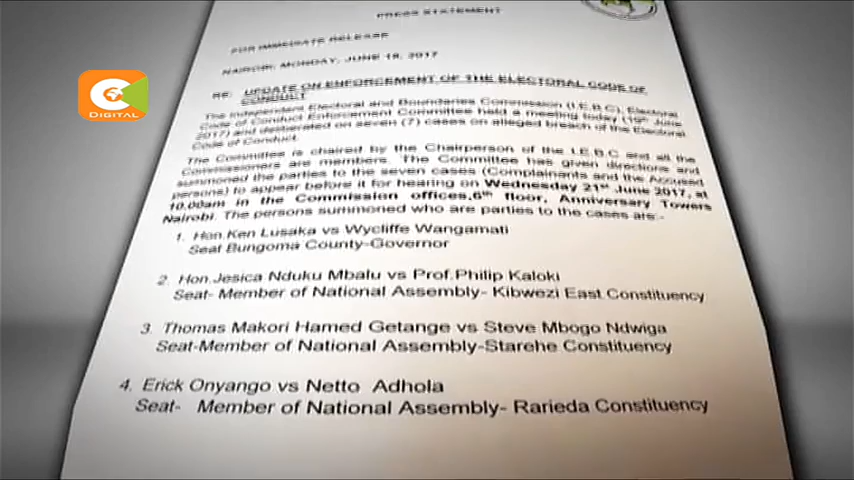 PRESS STATEMENT
FOR IMMEDIATE RELEASE
NAIROBI, MONDAY, JUNE 19, 2017
RE: UPDATE ON ENFORCEMENT OF THE ELECTORAL CODE OF
CONDUCT
The Independent Electoral and Boundaries Commission (I.E.B.C), Electoral
Code of Conduct Enforcement Committee held a meeting today (19th June
2017) and deliberated on seven (7) cases on alleged breach of the Electoral
Code of Conduct.
The Committee is chaired by the Chairperson of the I.E.B.C and all the
Commissioners are members. The Committee has given directions and
summoned the parties to the seven cases (Complainants and the Accused
persons) to appear before it for hearing on Wednesday 21st June 2017, at
10.00am in the Commission offices,6th floor, Anniversary Towers
Nairobi. The persons summoned who are parties to the cases are:-
1. Hon.Ken Lusaka vs Wycliffe Wangamati
Seat Bungoma County-Governor
2. Hon.Jesica Nduku Mbalu vs Prof.Philip Kaloki
Seat- Member of National Assembly- Kibwezi East Constituency
3. Thomas Makori Hamed Getange vs Steve Mbogo Ndwiga
Seat-Member of National Assembly-Starehe Constituency
4. Erick Onyango vs Netto Adhola
Seat- Member of National Assembly- Rarieda Constituency
DIGITAL